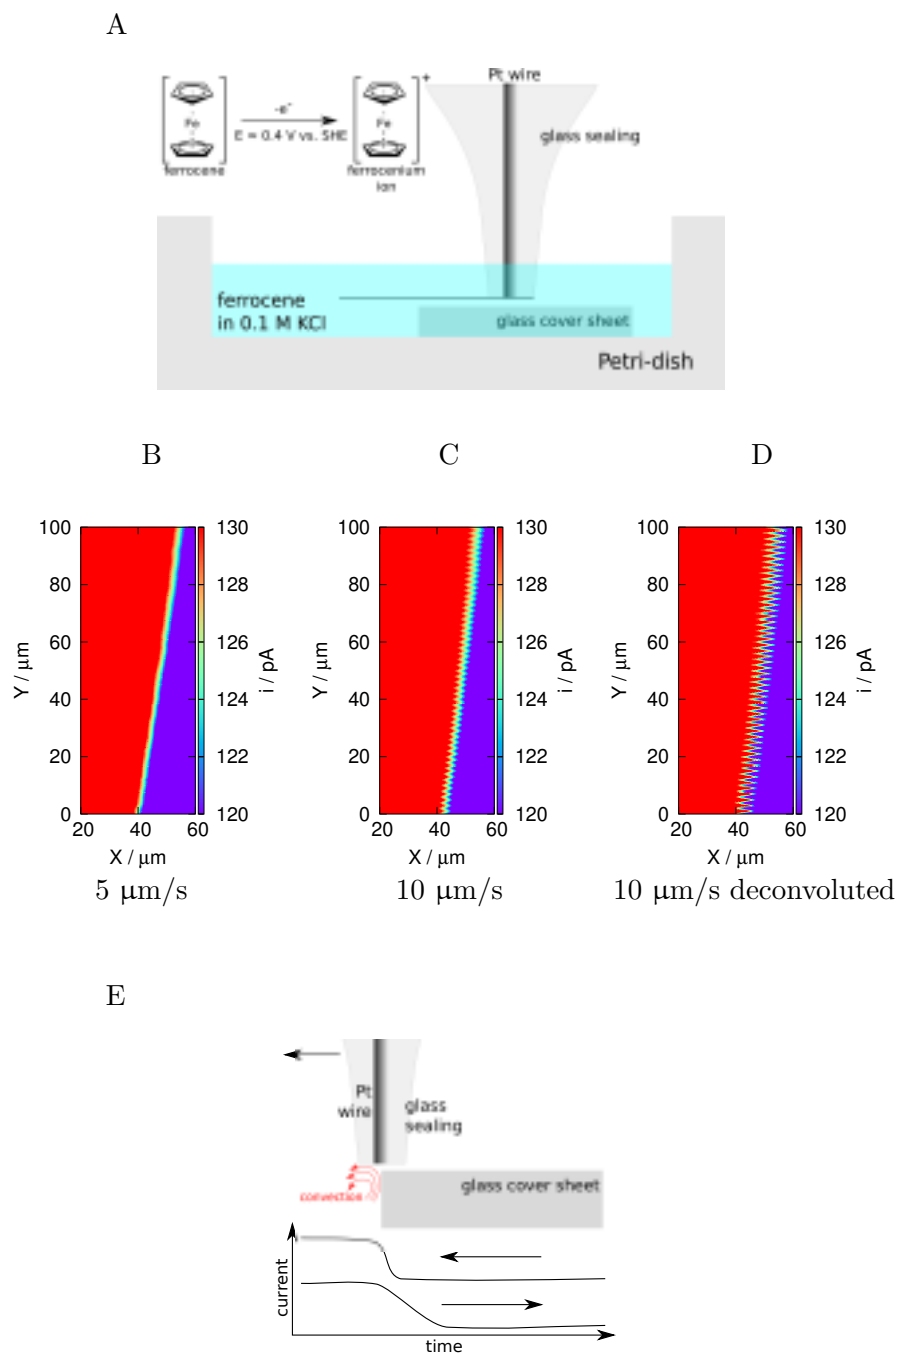 A
Pt wire
-e⁻
+
Fe
Fe
glass sealing
E = 0.4 V vs. SHE
ferrocene
ferrocenium
ion
ferrocene
in 0.1 M KCl
glass cover sheet
Petri-dish
B C D
100
80
60
40
20
0
Y / µm
20 40 60
X / µm
130
128
126
124
122
120
i / pA
5 µm/s
100
80
60
40
20
0
Y / µm
20 40 60
X / µm
130
128
126
124
122
120
i / pA
10 µm/s
100
80
60
40
20
0
Y / µm
20 40 60
X / µm
130
128
126
124
122
120
i / pA
10 µm/s deconvoluted
E
Pt
wire
glass
sealing
convection
glass cover sheet
current
time